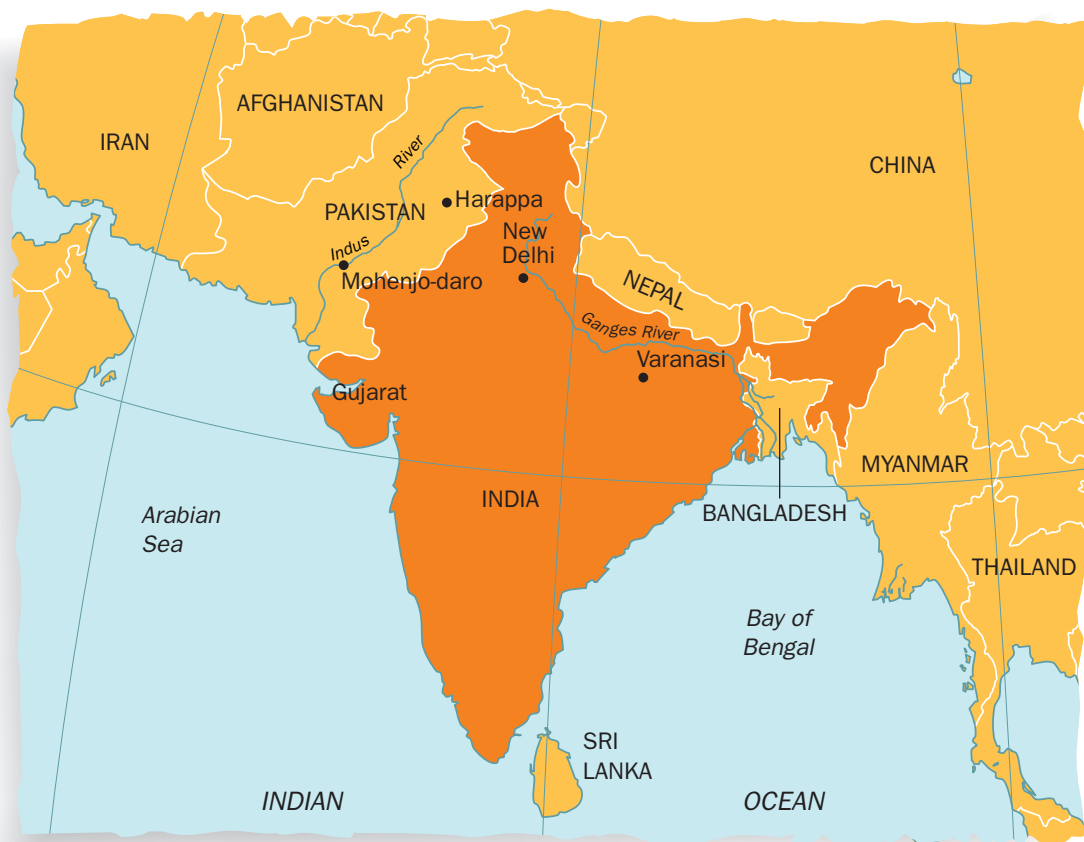 AFGHANISTAN
IRAN
River
CHINA
PAKISTAN
Harappa
New
Delhi
Indus
Mohenjo-daro
NEPAL
Ganges River
Varanasi
Gujarat
MYANMAR
INDIA
BANGLADESH
Arabian
Sea
THAILAND
Bay of
Bengal
SRI
LANKA
INDIAN
OCEAN